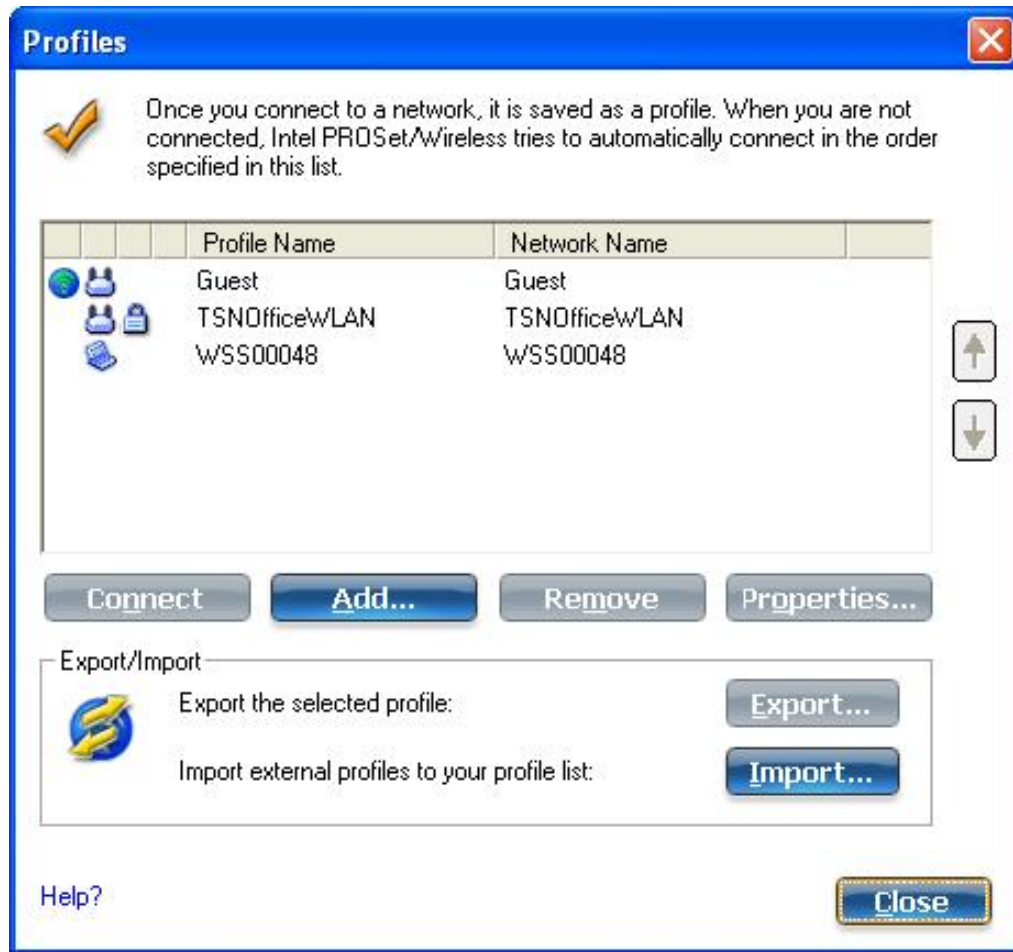 Profiles
Once you connect to a network, it is saved as a profile. When you are not
connected, Intel PROSet/Wireless tries to automatically connect in the order
specified in this list.
Profile Name Network Name
Guest Guest
TSNOfficeWLAN TSNOfficeWLAN
WSS00048 WSS00048
Connect Add... Remove Properties...
Export/Import
Export the selected profile: Export...
Import external profiles to your profile list: Import...
Help? Close